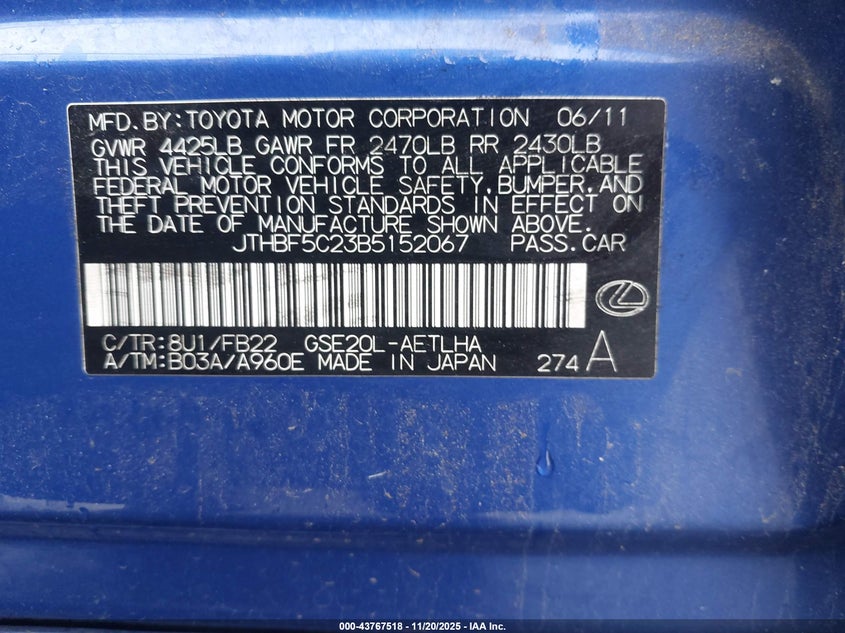 MFD.BY:TOYOTA MOTOR CORPORATION 06/11
GVWR 4425LB GAWR FR 2470LB RR 2430LB
THIS VEHICLE CONFORMS TO ALL APPLICABLE
FEDERAL MOTOR VEHICLE SAFETY,BUMPER,AND
THEFT PREVENTION STANDARDS IN EFFECT ON
THE DATE OF MANUFACTURE SHOWN ABOVE.
JTHBF5C23B5152067 PASS.CAR
C/TR:8U1/FB22 GSE20L-AETLHA
A/TM:B03A/A960E MADE IN JAPAN 274 A
000-43767518 - 11/20/2025 - IAA Inc.